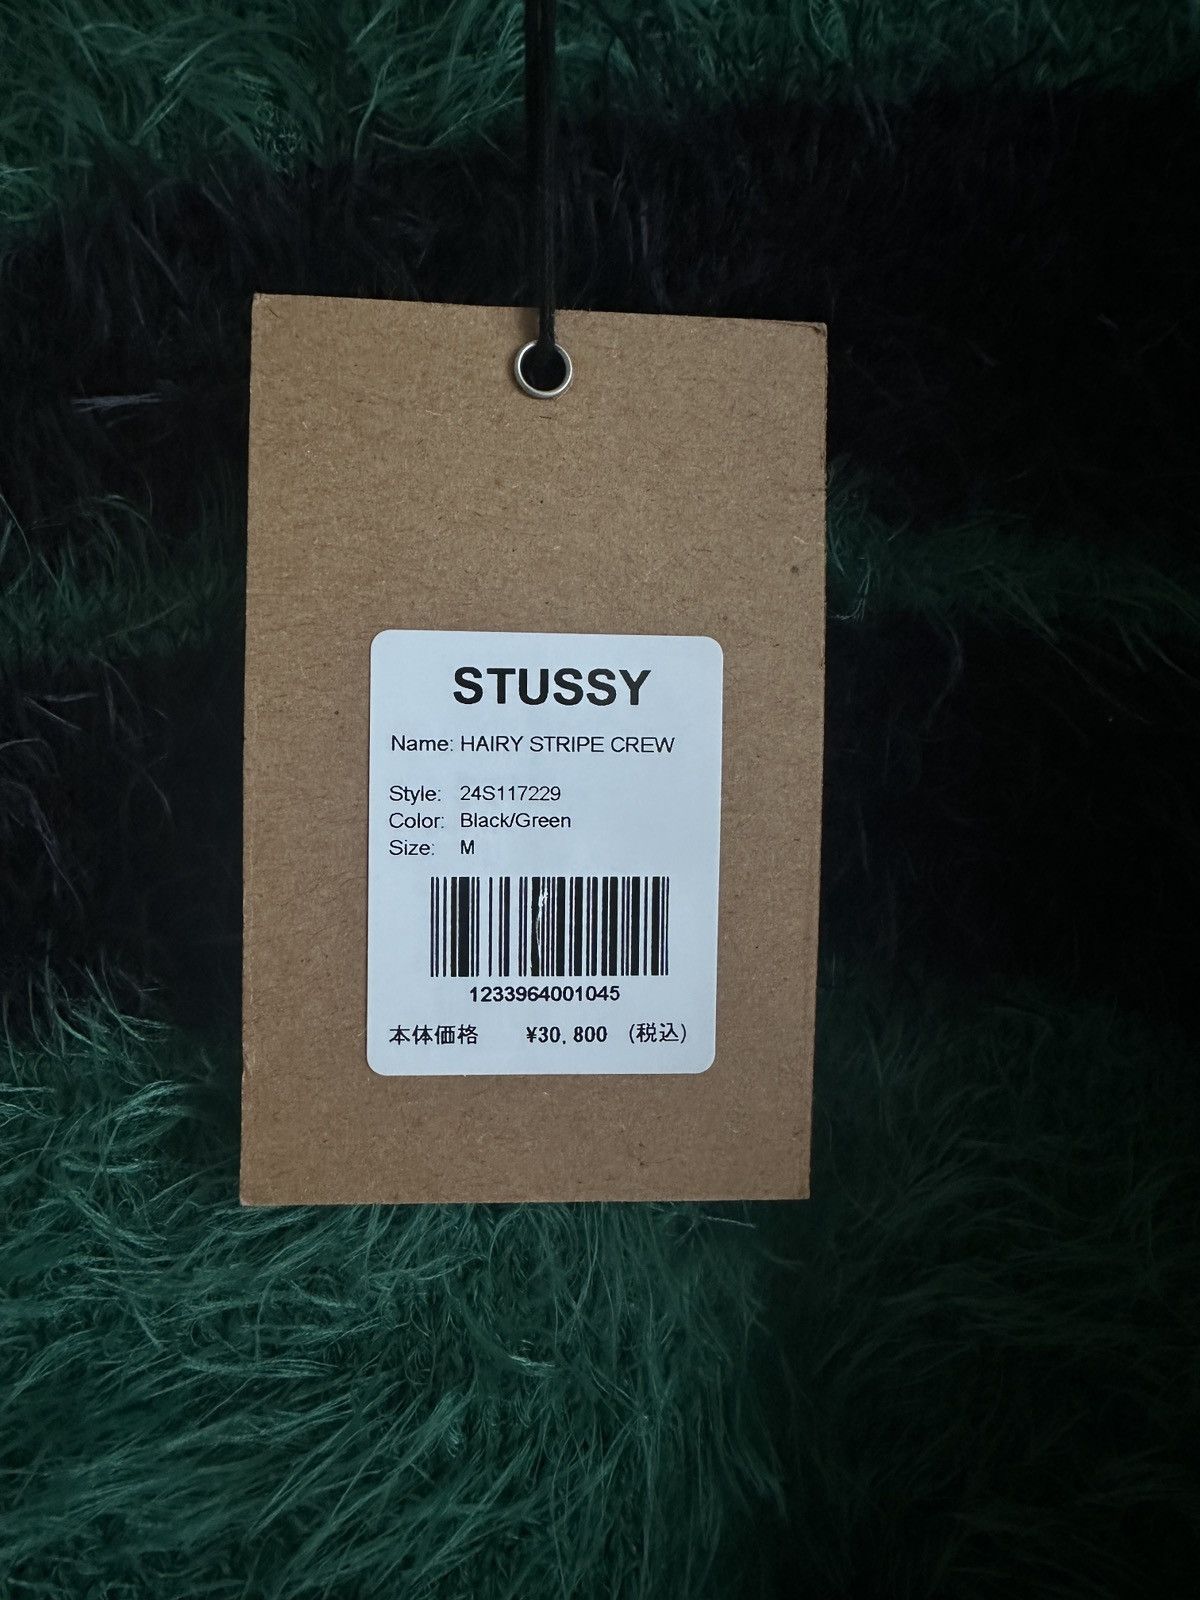 STUSSY
Name: HAIRY STRIPE CREW
Style: 24S117229
Color: Black/Green
Size: M
1233964001045
本体価格 ¥30,800 (税込)